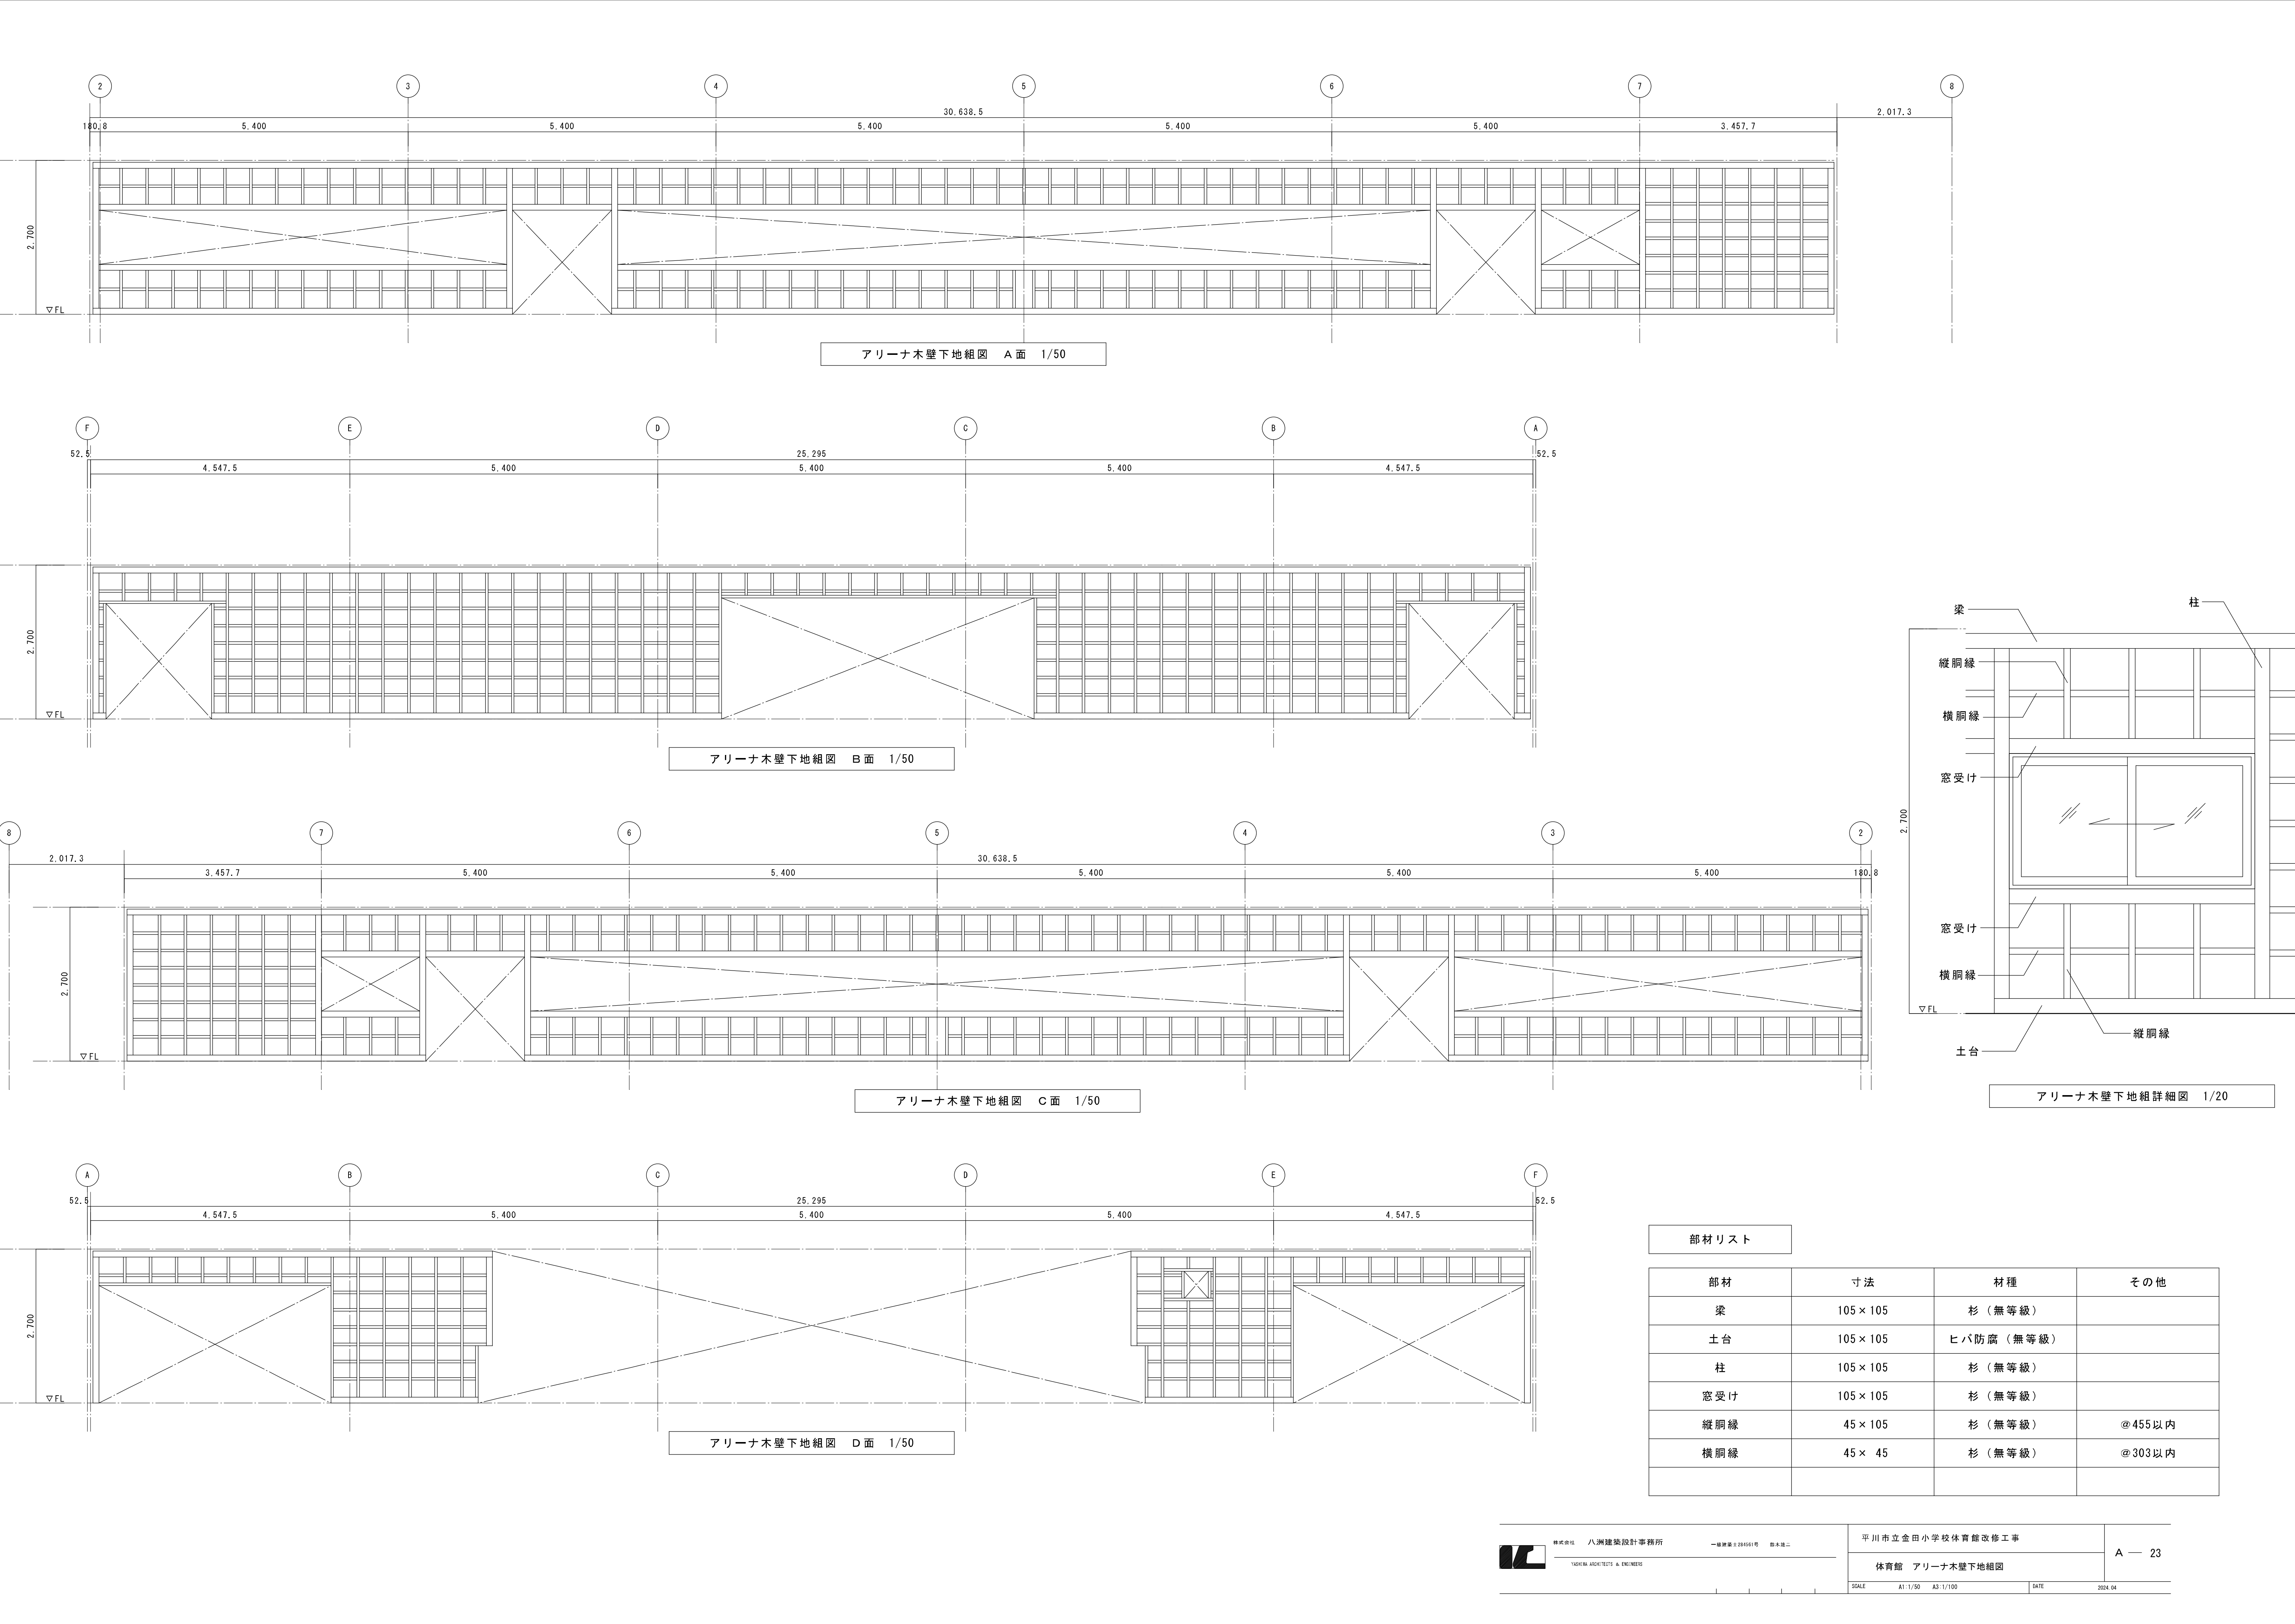 2 3 4 5 6 7 8
30.638.5 2.017.3
180.8 5.400 5.400 5.400 5.400 5.400 3.457.7
2.700
▽FL
アリーナ木壁下地組図 A面 1/50
F E D C B A
52.5 25.295 52.5
4.547.5 5.400 5.400 5.400 4.547.5
2.700
▽FL
アリーナ木壁下地組図 B面 1/50
8 7 6 5 4 3 2
2.017.3 30.638.5
3.457.7 5.400 5.400 5.400 5.400 5.400 180.8
2.700
▽FL
アリーナ木壁下地組図 C面 1/50
A B C D E F
52.5 25.295 52.5
4.547.5 5.400 5.400 5.400 4.547.5
2.700
▽FL
アリーナ木壁下地組図 D面 1/50
柱
梁
縦胴縁
横胴縁
窓受け
2.700
窓受け
横胴縁
▽FL
縦胴縁
土台
アリーナ木壁下地組詳細図 1/20
部材リスト
部材 寸法 材種 その他
梁 105×105 杉（無等級）
土台 105×105 ヒバ防腐（無等級）
柱 105×105 杉（無等級）
窓受け 105×105 杉（無等級）
縦胴縁 45×105 杉（無等級） @455以内
横胴縁 45× 45 杉（無等級） @303以内
株式会社 八洲建築設計事務所
YASHIMA ARCHITECTS & ENGINEERS
平川市立金田小学校体育館改修工事
体育館 アリーナ木壁下地組図
A — 23
SCALE A1:1/50 A3:1/100 DATE 2024.04